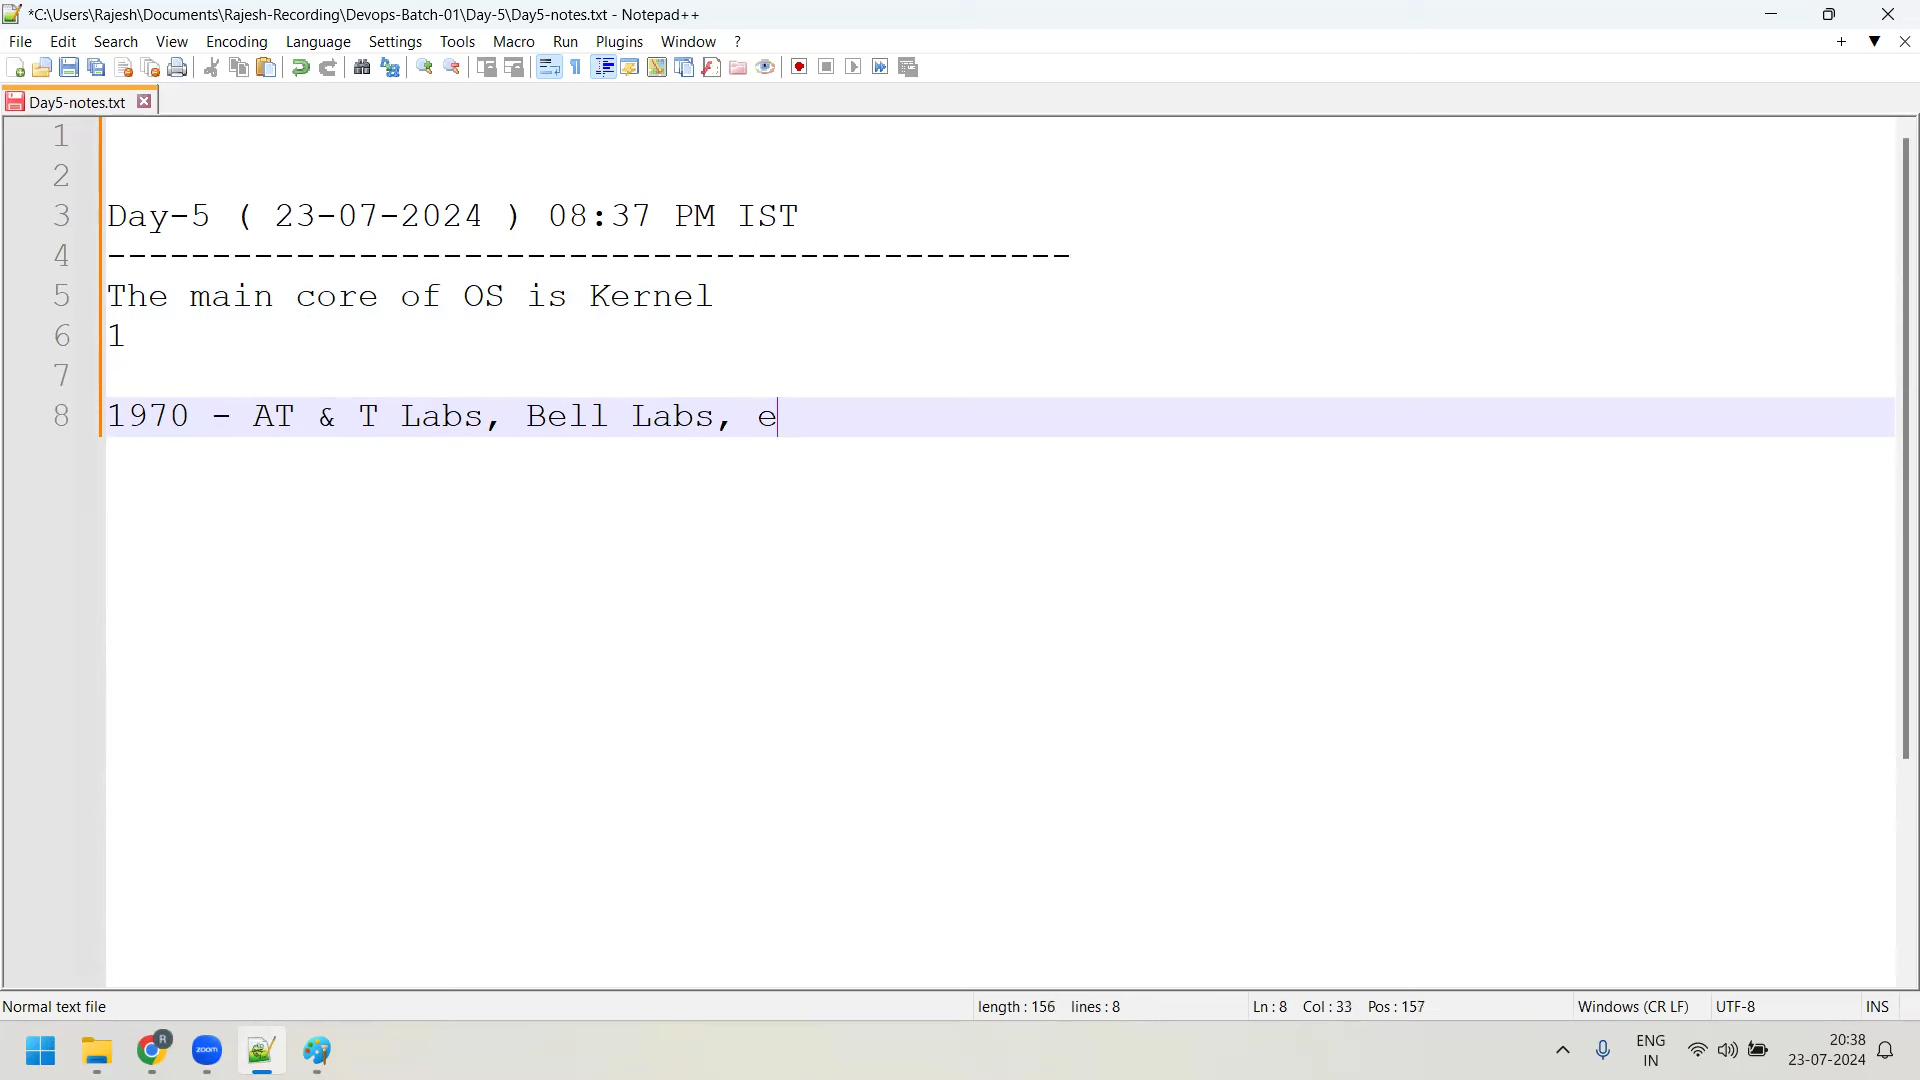 *C:\Users\Rajesh\Documents\Rajesh-Recording\Devops-Batch-01\Day-5\Day5-notes.txt - Notepad++
File Edit Search View Encoding Language Settings Tools Macro Run Plugins Window ?
Day5-notes.txt
1
2
3 Day-5 ( 23-07-2024 ) 08:37 PM IST
4 ----------------------------------------------
5 The main core of OS is Kernel
6 1
7
8 1970 - AT & T Labs, Bell Labs, e
Normal text file length : 156 lines : 8 Ln : 8 Col : 33 Pos : 157 Windows (CR LF) UTF-8 INS
R
zoom
ENG
IN
20:38
23-07-2024